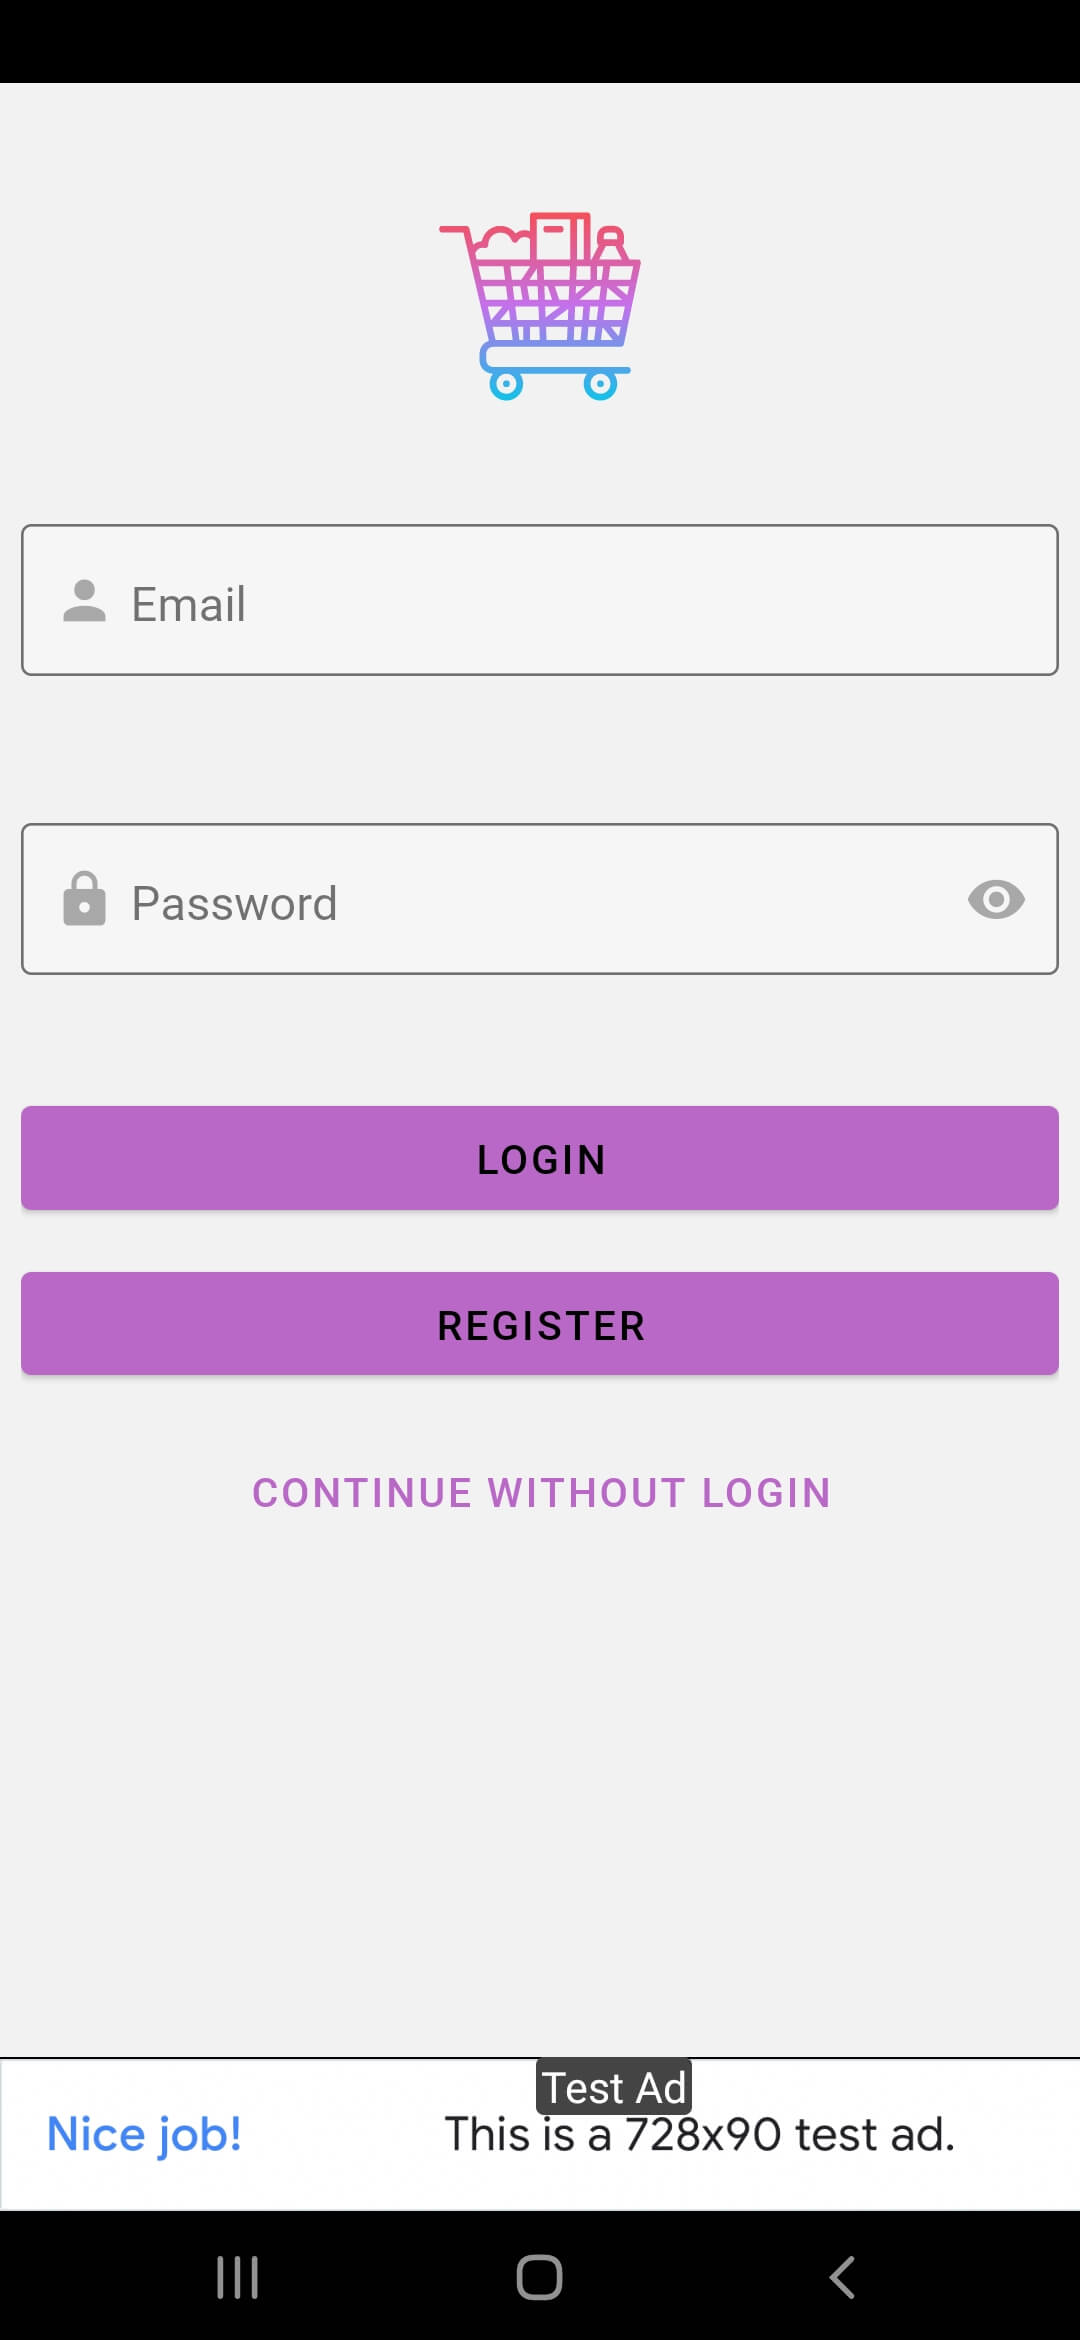 Email
Password
LOGIN
REGISTER
CONTINUE WITHOUT LOGIN
Test Ad
Nice job!
This is a 728x90 test ad.